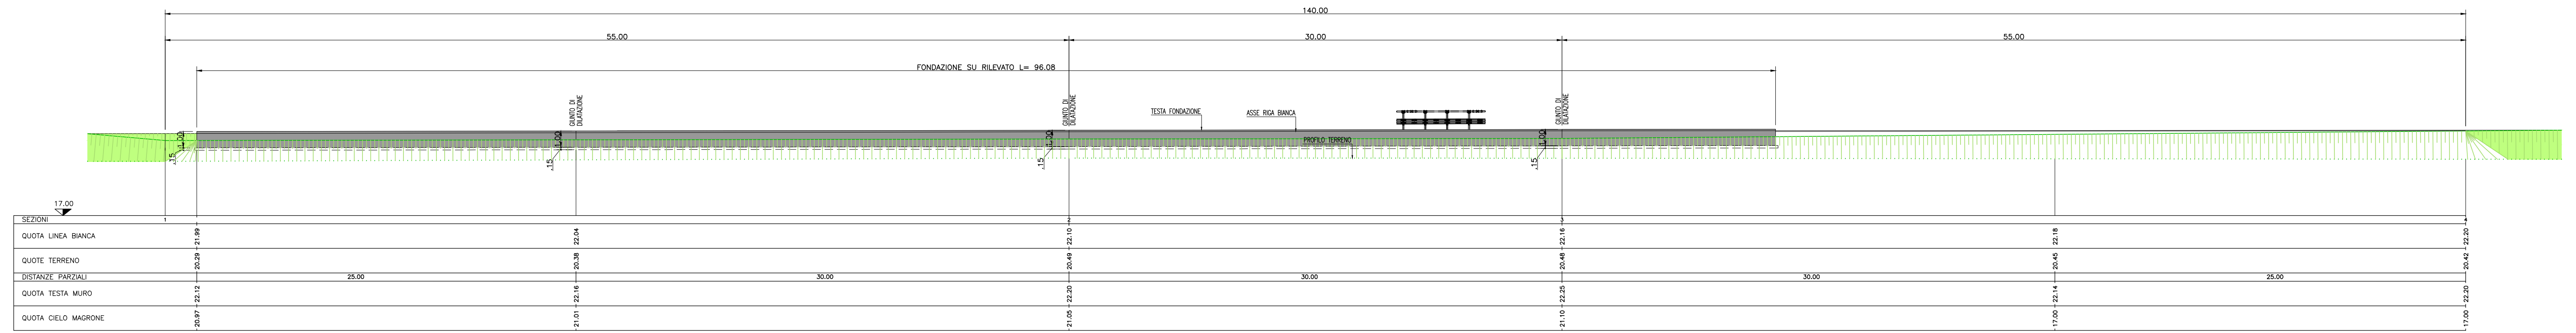 140.00
55.00
30.00
55.00
FONDAZIONE SU RILEVATO L= 96.08
GIUNTO DI
DILATAZIONE
GIUNTO DI
DILATAZIONE
GIUNTO DI
DILATAZIONE
TESTA FONDAZIONE
ASSE RIGA BIANCA
PROFILO TERRENO
1.00
.15
1.00
.15
1.00
.15
1.00
.15
17.00
SEZIONI 1 2 3 4
QUOTA LINEA BIANCA 21.99 22.04 22.10 22.16 22.18 22.20
QUOTE TERRENO 20.29 20.38 20.49 20.48 20.45 20.42
DISTANZE PARZIALI 25.00 30.00 30.00 30.00 25.00
QUOTA TESTA MURO 22.12 22.16 22.20 22.25 22.14 22.20
QUOTA CIELO MAGRONE 20.97 21.01 21.05 21.10 17.00 17.00